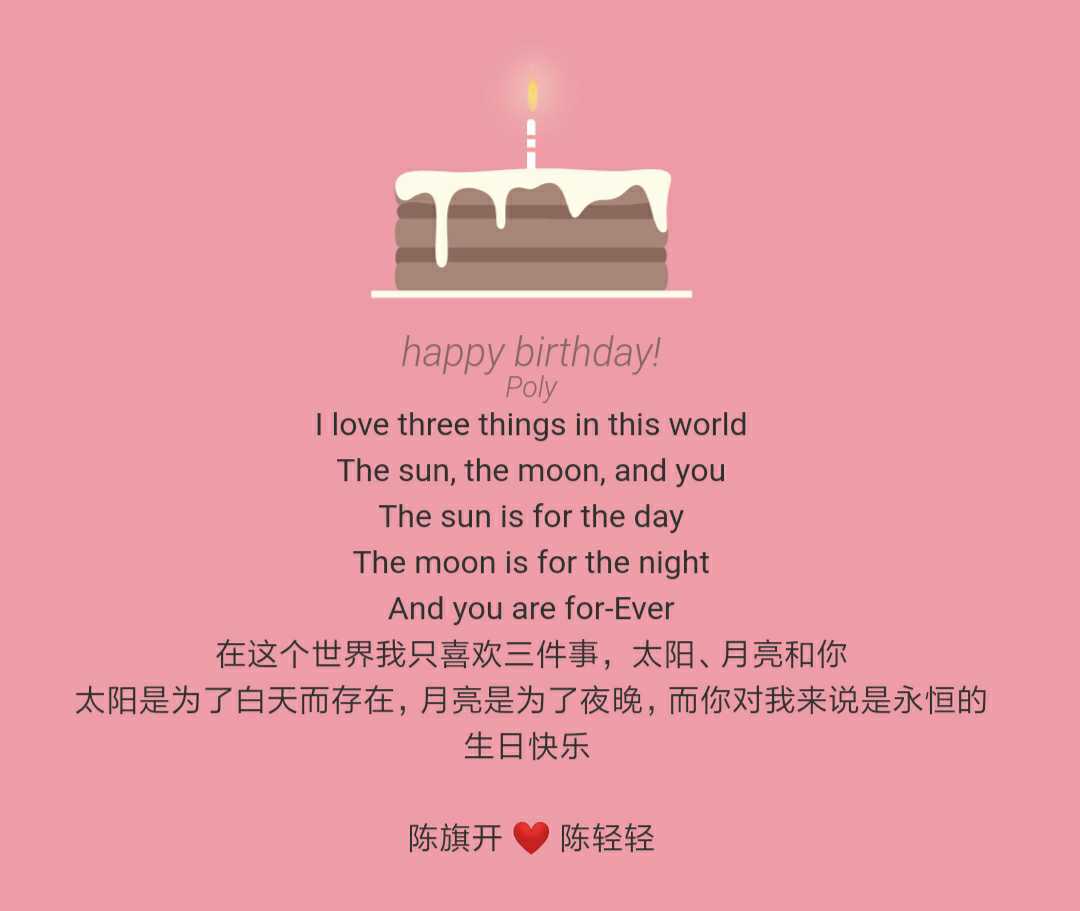 happy birthday!
Poly
I love three things in this world
The sun, the moon, and you
The sun is for the day
The moon is for the night
And you are for-Ever
在这个世界我只喜欢三件事，太阳、月亮和你
太阳是为了白天而存在，月亮是为了夜晚，而你对我来说是永恒的
生日快乐
陈旗开 ❤️ 陈轻轻